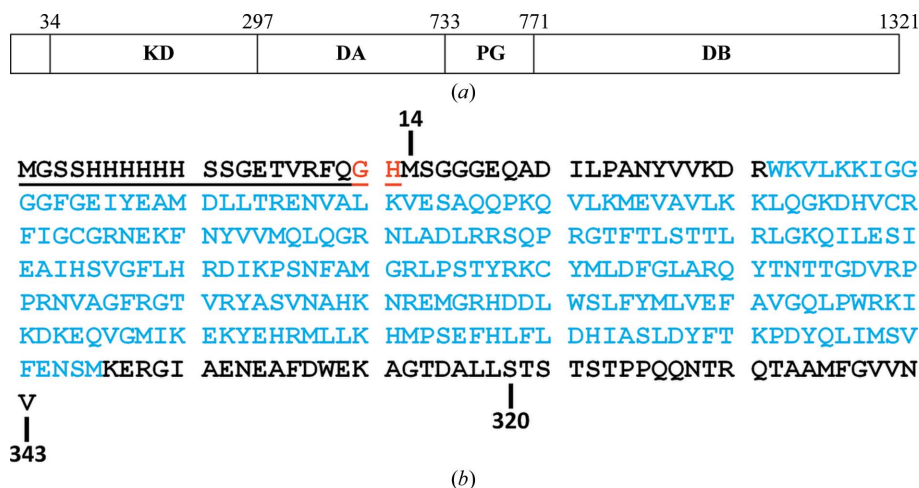 34 297 733 771 1321
KD DA PG DB
(a)
14
MGSSHHHHHH SSGETVRFQG HMSGGGEQAD ILPANYVVKD RWKVLKKIGG
GGFGEIYEAM DLLTRENVAL KVESAQQPKQ VLKMEVAVLK KLQGKDHVCR
FIGCGRNEKF NYVVMQLQGR NLADLRRSQP RGTFTLSTTL RLGKQILESI
EAIHSVGFLH RDIKPSNFAM GRLPSTYRKC YMLDFGLARQ YTNTTGDVRP
PRNVAGFRGT VRYASVNAHK NREMGRHDDL WSLFYMLVEF AVGQLPWRKI
KDKEQVGMIK EKYEHRMLLK HMPSEFHLFL DHIASLDYFT KPDYQLIMSV
FENSMKERGI AENEAFDWEK AGTDALLSTS TSTPPQQNTR QTAAMFGVVN
V
343 320
(b)